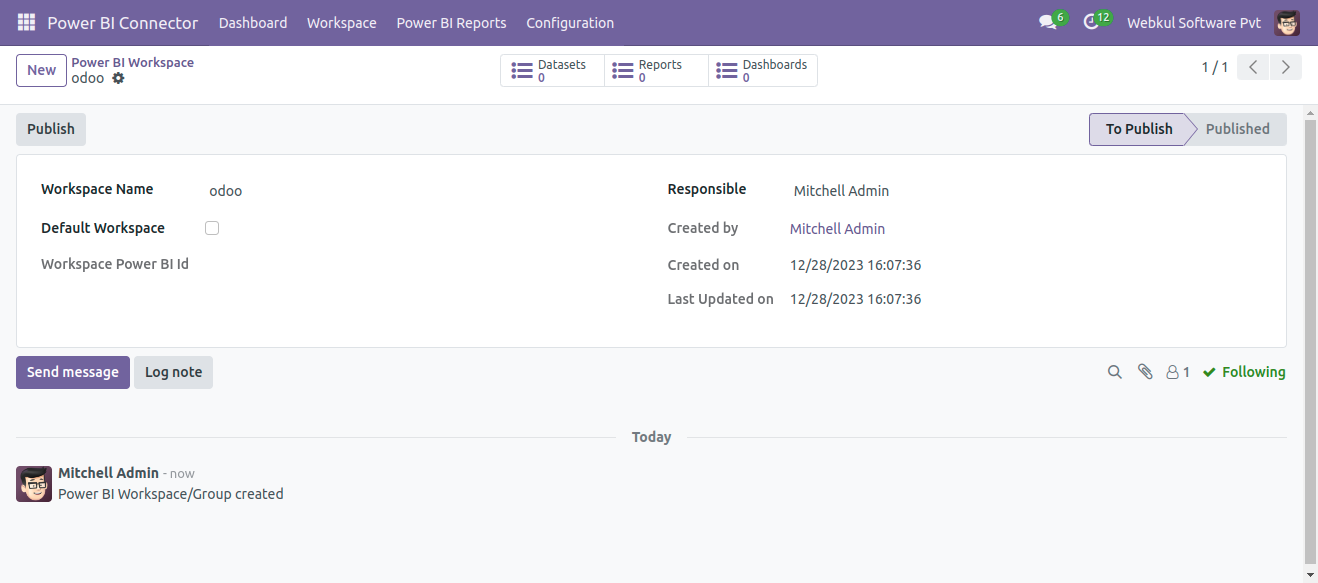 Power BI Connector Dashboard Workspace Power BI Reports Configuration 6 12 Webkul Software Pvt
New Power BI Workspace
odoo
Datasets 0 Reports 0 Dashboards 0
1 / 1
Publish To Publish Published
Workspace Name odoo
Default Workspace
Workspace Power BI Id
Responsible Mitchell Admin
Created by Mitchell Admin
Created on 12/28/2023 16:07:36
Last Updated on 12/28/2023 16:07:36
Send message Log note 1 Following
Today
Mitchell Admin - now
Power BI Workspace/Group created